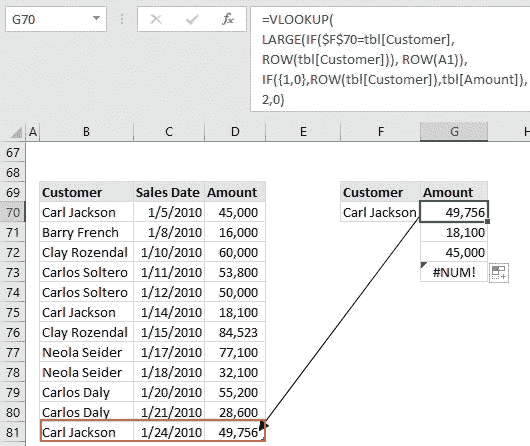 G70
=VLOOKUP(
LARGE(IF($F$70=tbl[Customer],
ROW(tbl[Customer])), ROW(A1)),
IF({1,0},ROW(tbl[Customer]),tbl[Amount]),
2,0)
A B C D E F G H
67
68
69 Customer Sales Date Amount Customer Amount
70 Carl Jackson 1/5/2010 45,000 Carl Jackson 49,756
71 Barry French 1/8/2010 16,000 18,100
72 Clay Rozendal 1/10/2010 60,000 45,000
73 Carlos Soltero 1/11/2010 53,800 #NUM!
74 Carlos Soltero 1/12/2010 50,000
75 Carl Jackson 1/14/2010 18,100
76 Clay Rozendal 1/15/2010 84,523
77 Neola Seider 1/17/2010 77,100
78 Neola Seider 1/18/2010 32,100
79 Carlos Daly 1/20/2010 55,200
80 Carlos Daly 1/21/2010 28,600
81 Carl Jackson 1/24/2010 49,756